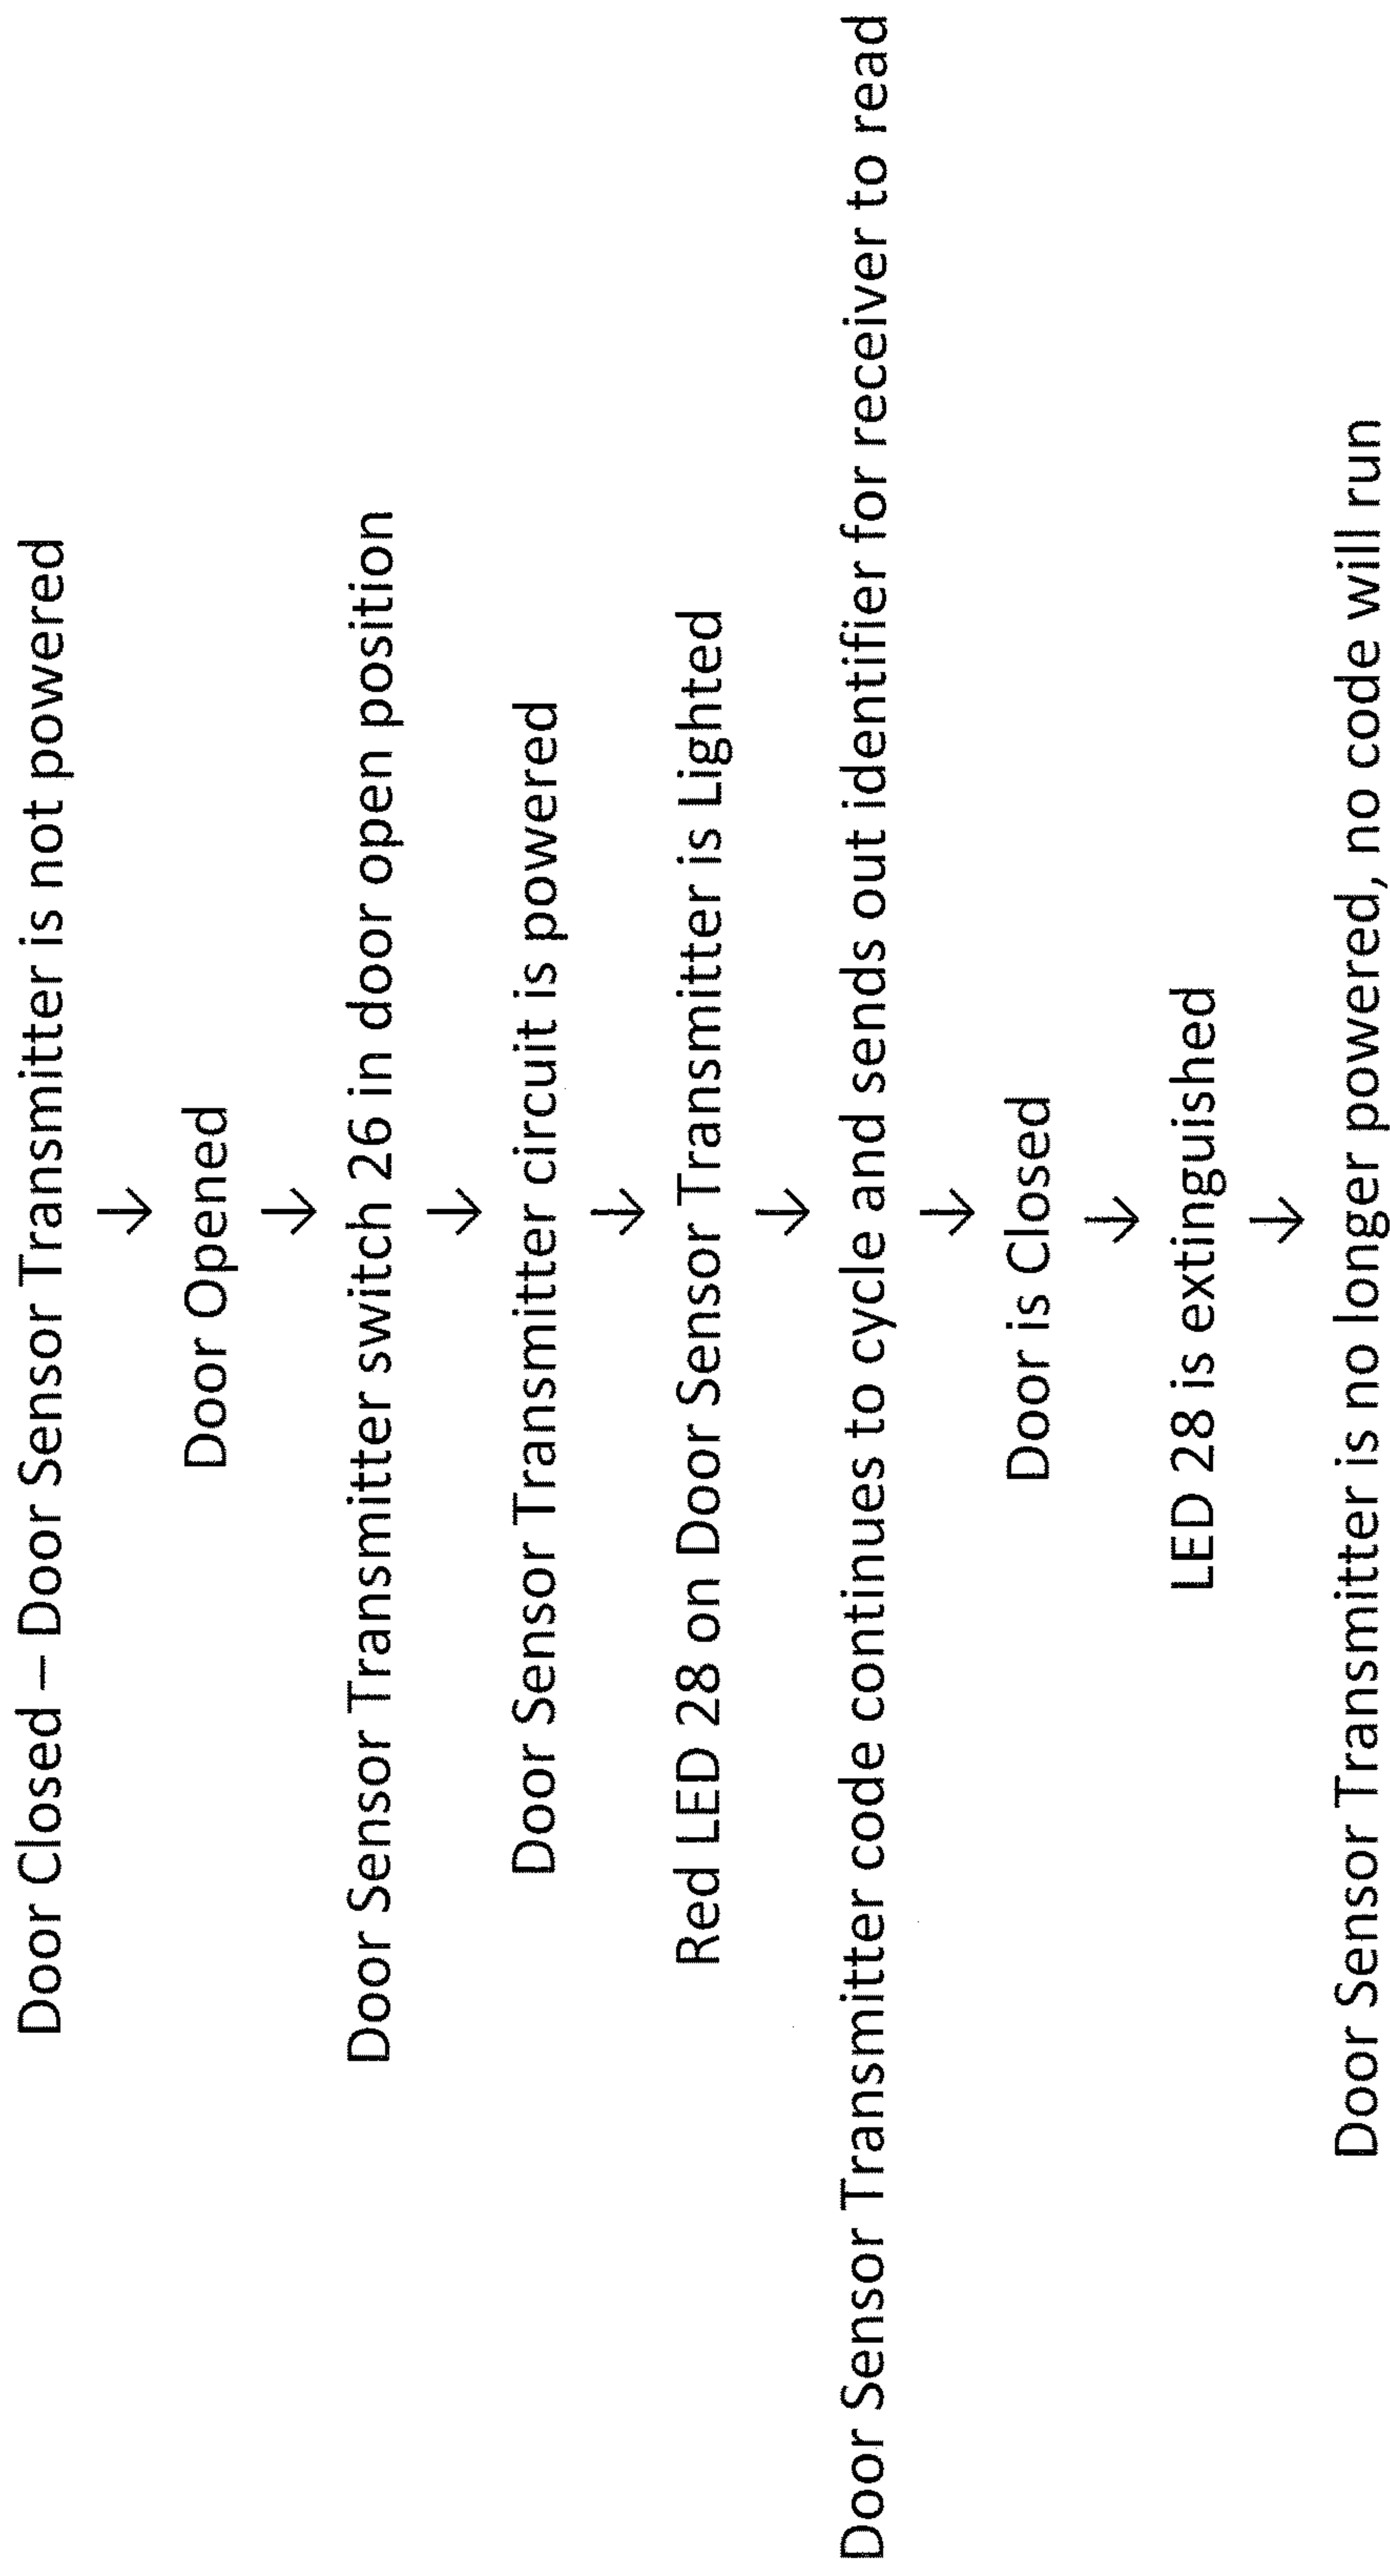 Door Closed – Door Sensor Transmitter is not powered
↓
Door Opened
↓
Door Sensor Transmitter switch 26 in door open position
↓
Door Sensor Transmitter circuit is powered
↓
Red LED 28 on Door Sensor Transmitter is Lighted
↓
Door Sensor Transmitter code continues to cycle and sends out identifier for receiver to read
↓
Door is Closed
↓
LED 28 is extinguished
↓
Door Sensor Transmitter is no longer powered, no code will run